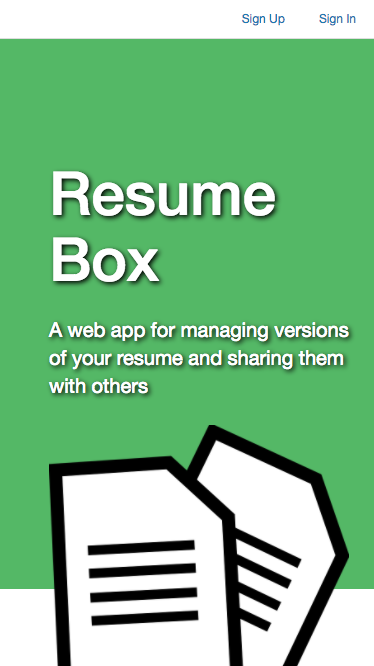 Sign Up Sign In
Resume
Box
A web app for managing versions
of your resume and sharing them
with others